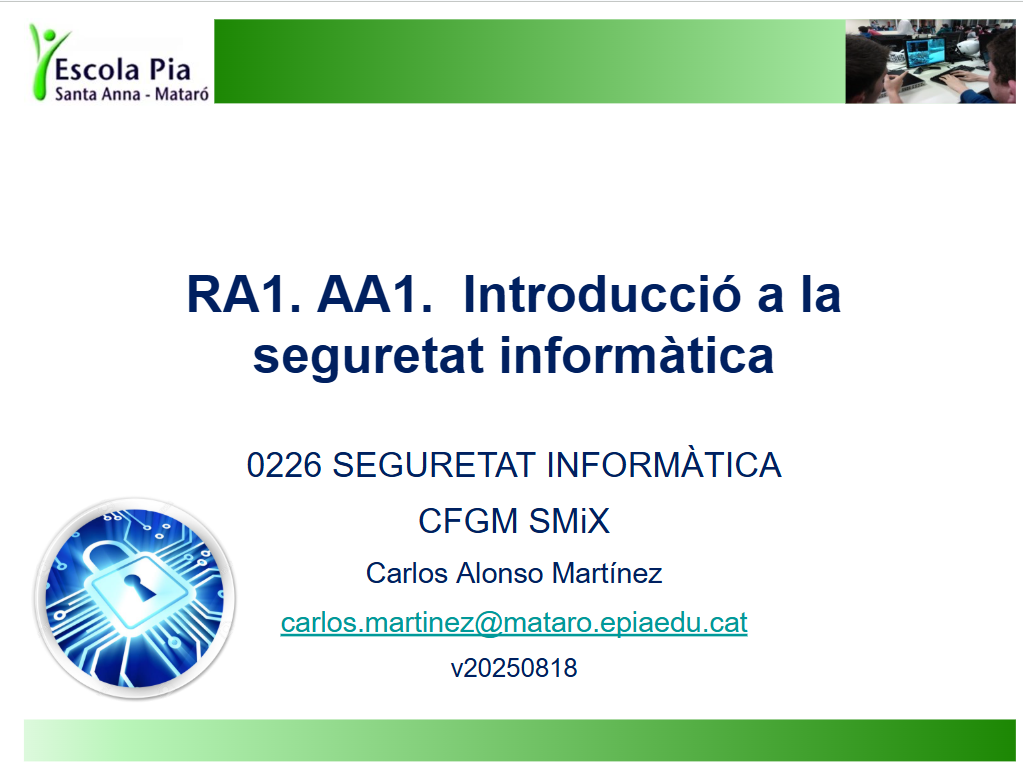 Escola Pia
Santa Anna - Mataró
RA1. AA1. Introducció a la
seguretat informàtica
0226 SEGURETAT INFORMÀTICA
CFGM SMiX
Carlos Alonso Martínez
carlos.martinez@mataro.epiaedu.cat
v20250818